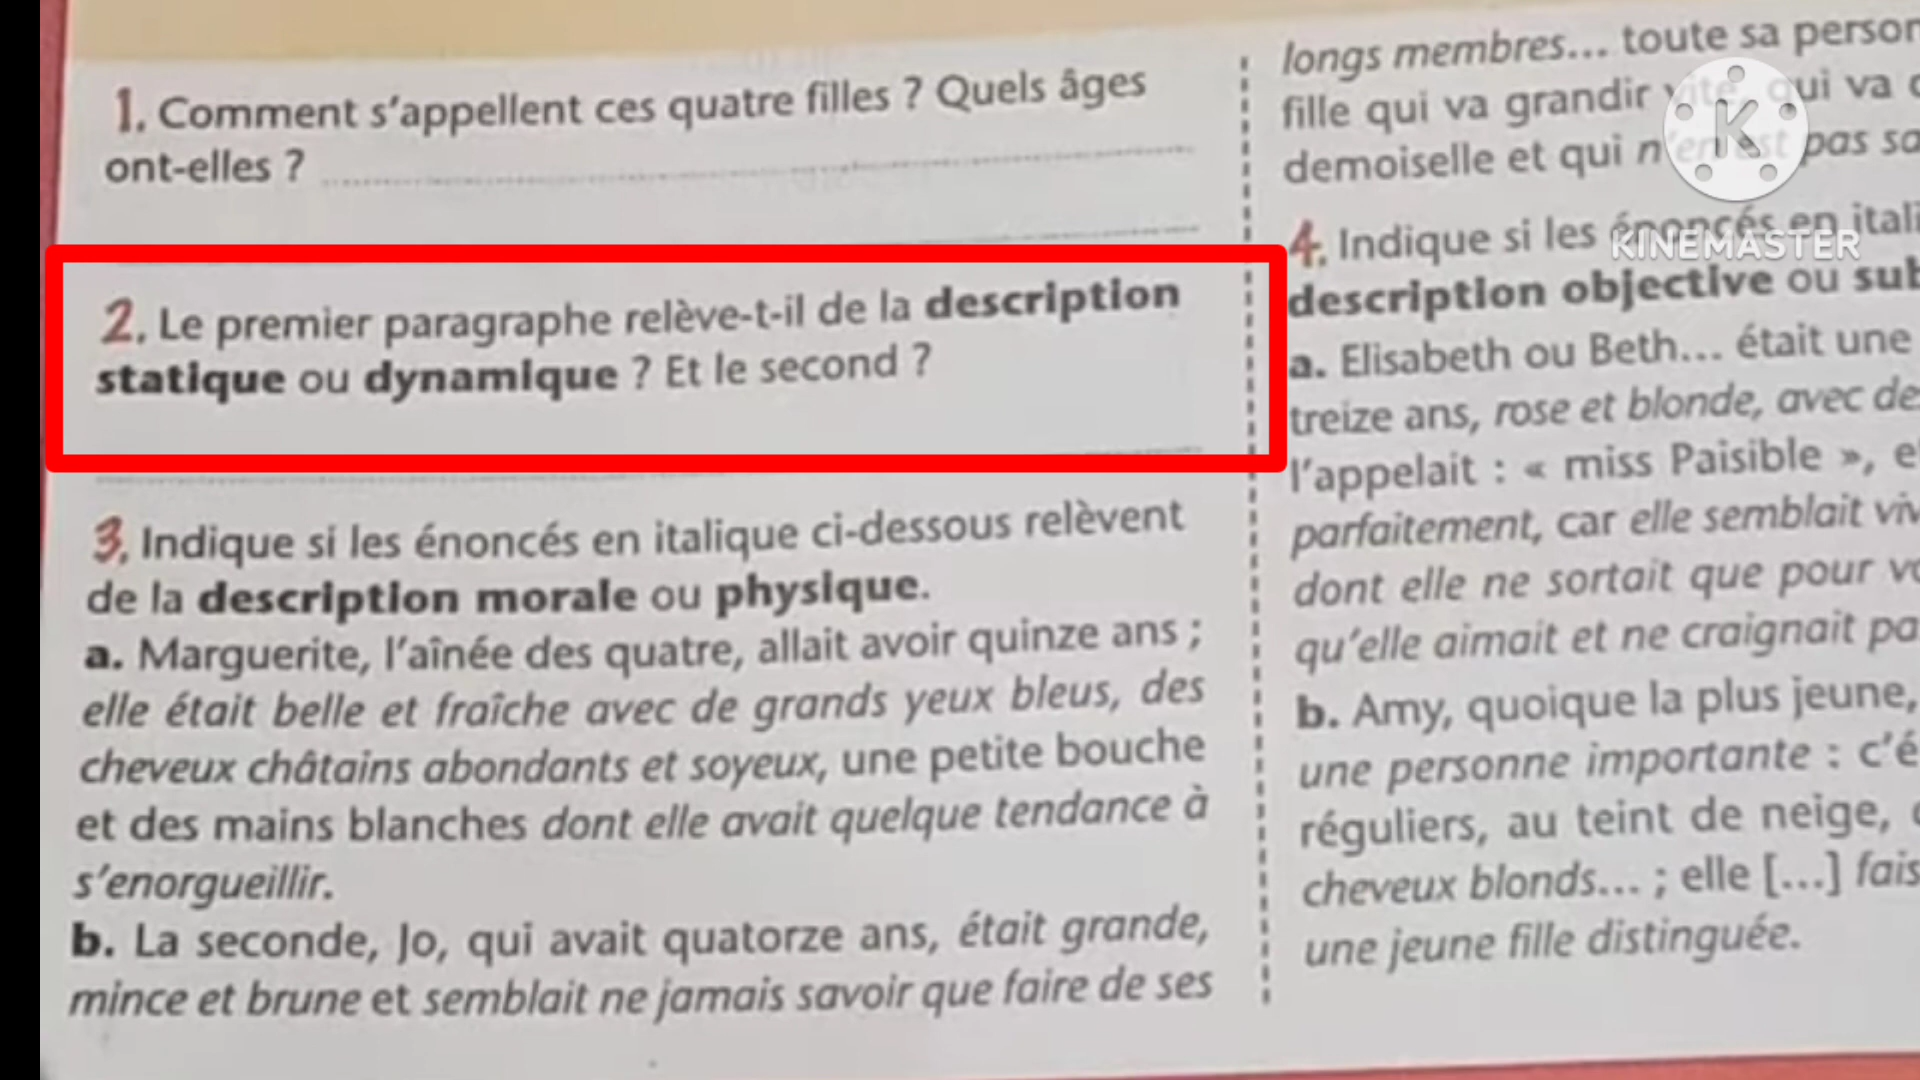 1. Comment s'appellent ces quatre filles ? Quels âges
ont-elles ?
2. Le premier paragraphe relève-t-il de la description
statique ou dynamique ? Et le second ?
3. Indique si les énoncés en italique ci-dessous relèvent
de la description morale ou physique.
a. Marguerite, l'aînée des quatre, allait avoir quinze ans ;
elle était belle et fraîche avec de grands yeux bleus, des
cheveux châtains abondants et soyeux, une petite bouche
et des mains blanches dont elle avait quelque tendance à
s'enorgueillir.
b. La seconde, Jo, qui avait quatorze ans, était grande,
mince et brune et semblait ne jamais savoir que faire de ses
longs membres... toute sa
fille qui va grandir vite, qui va
demoiselle et qui n'en est pas
4. Indique si les énoncés en
description objective ou
a. Elisabeth ou Beth... était une
treize ans, rose et blonde, avec
l'appelait : « miss Paisible »,
parfaitement, car elle semblait
dont elle ne sortait que pour
qu'elle aimait et ne craignait
b. Amy, quoique la plus jeune,
une personne importante :
réguliers, au teint de neige,
cheveux blonds... ; elle [...]
une jeune fille distinguée.
K
KINEMASTER